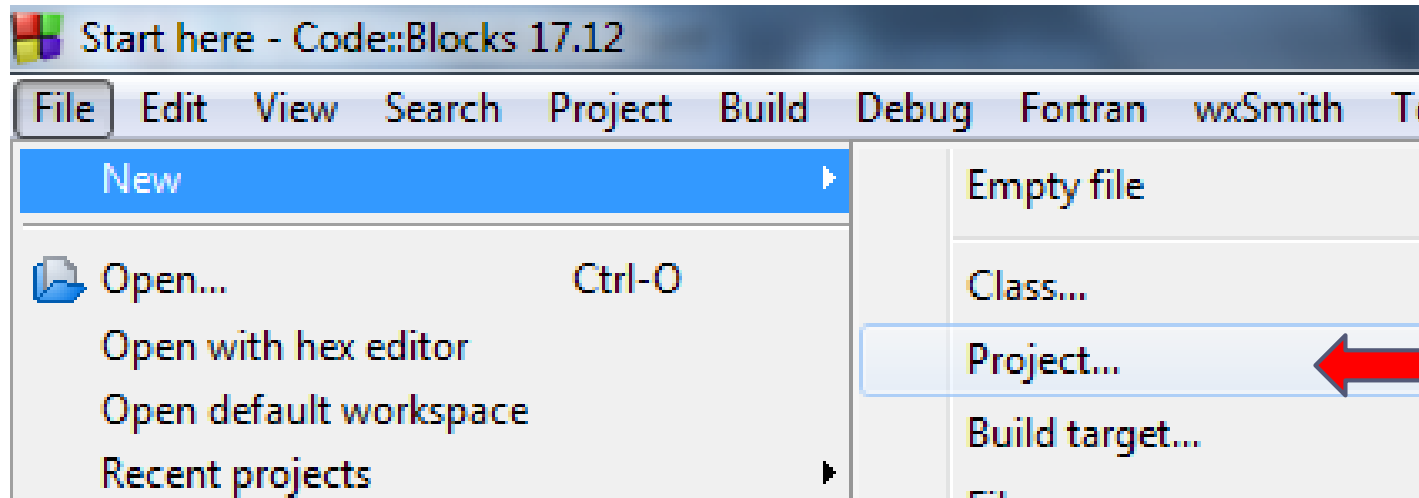 Start here - Code::Blocks 17.12
File Edit View Search Project Build Debug Fortran wxSmith
New
Empty file
Open... Ctrl-O
Class...
Open with hex editor
Project...
Open default workspace
Build target...
Recent projects